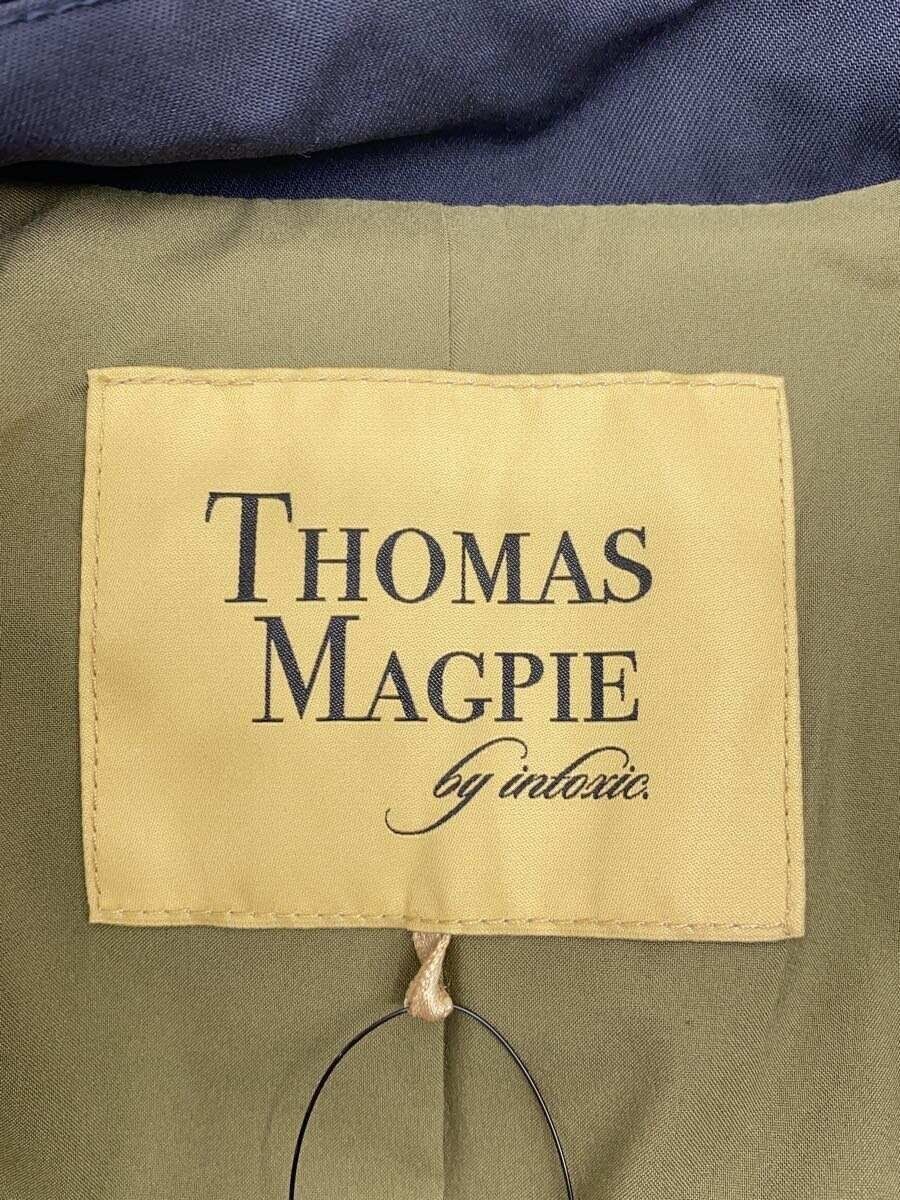 THOMAS
MAGPIE
by intoxic.